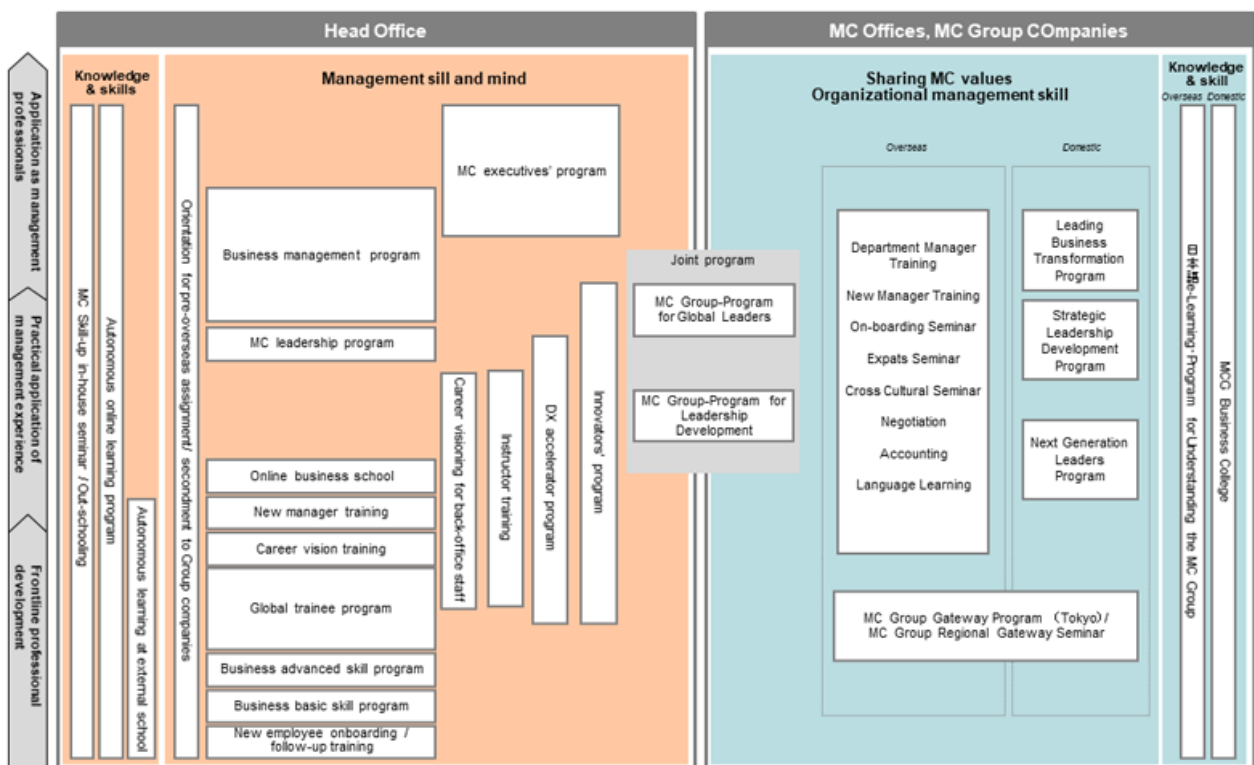 Head Office
MC Offices, MC Group COmpanies
Application as management
professionals
Practical application of
management experience
Frontline professional
development
Knowledge
& skills
MC Skill-up in-house seminar / Out-schooling
Autonomous online learning program
Autonomous learning at external school
Management sill and mind
Orientation for pre-overseas assignment/ secondment to Group companies
MC executives' program
Business management program
MC leadership program
Online business school
New manager training
Career vision training
Global trainee program
Business advanced skill program
Business basic skill program
New employee onboarding /
follow-up training
Career visioning for back-office staff
Instructor training
DX accelerator program
Innovators' program
Joint program
MC Group-Program
for Global Leaders
MC Group-Program for
Leadership
Development
Sharing MC values
Organizational management skill
Overseas
Domestic
Department Manager
Training
New Manager Training
On-boarding Seminar
Expats Seminar
Cross Cultural Seminar
Negotiation
Accounting
Language Learning
Leading
Business
Transformation
Program
Strategic
Leadership
Development
Program
Next Generation
Leaders
Program
MC Group Gateway Program （Tokyo）/
MC Group Regional Gateway Seminar
Knowledge
& skill
Overseas Domestic
e-Learning・Program for Understanding the MC Group
MCG Business College